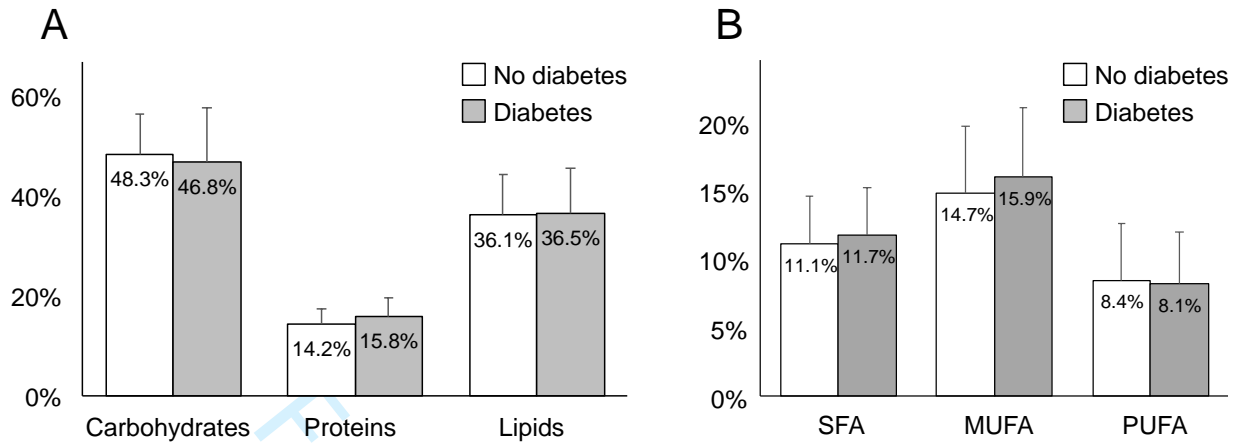 A
60%
40%
20%
0%
No diabetes
Diabetes
48.3%
46.8%
14.2%
15.8%
36.1%
36.5%
Carbohydrates
Proteins
Lipids
B
20%
15%
10%
5%
0%
No diabetes
Diabetes
11.1%
11.7%
14.7%
15.9%
8.4%
8.1%
SFA
MUFA
PUFA